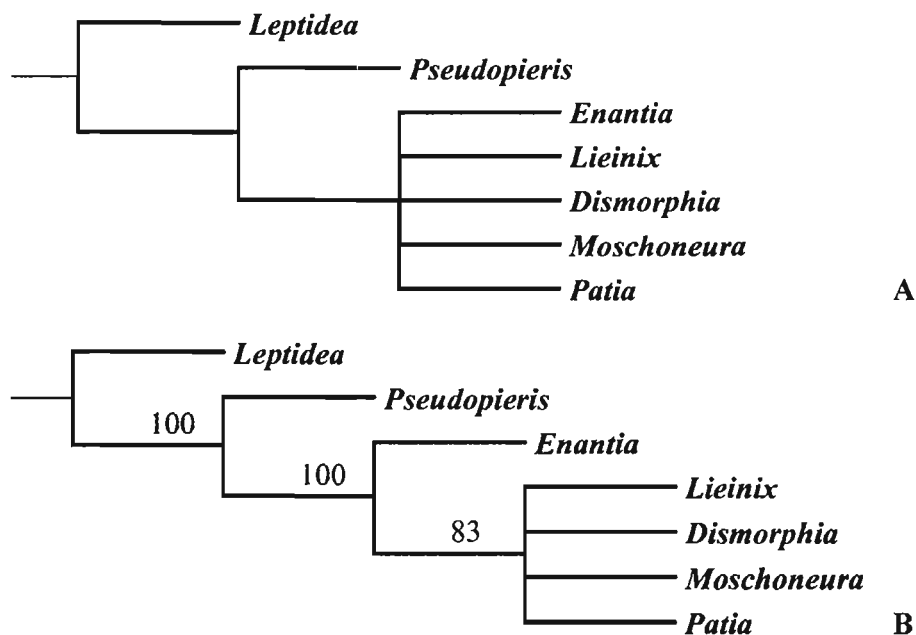 Leptidea
Pseudopieris
Enantia
Lieinix
Dismorphia
Moschoneura
Patia
A
Leptidea
Pseudopieris
100
Enantia
100
Lieinix
83
Dismorphia
Moschoneura
Patia
B